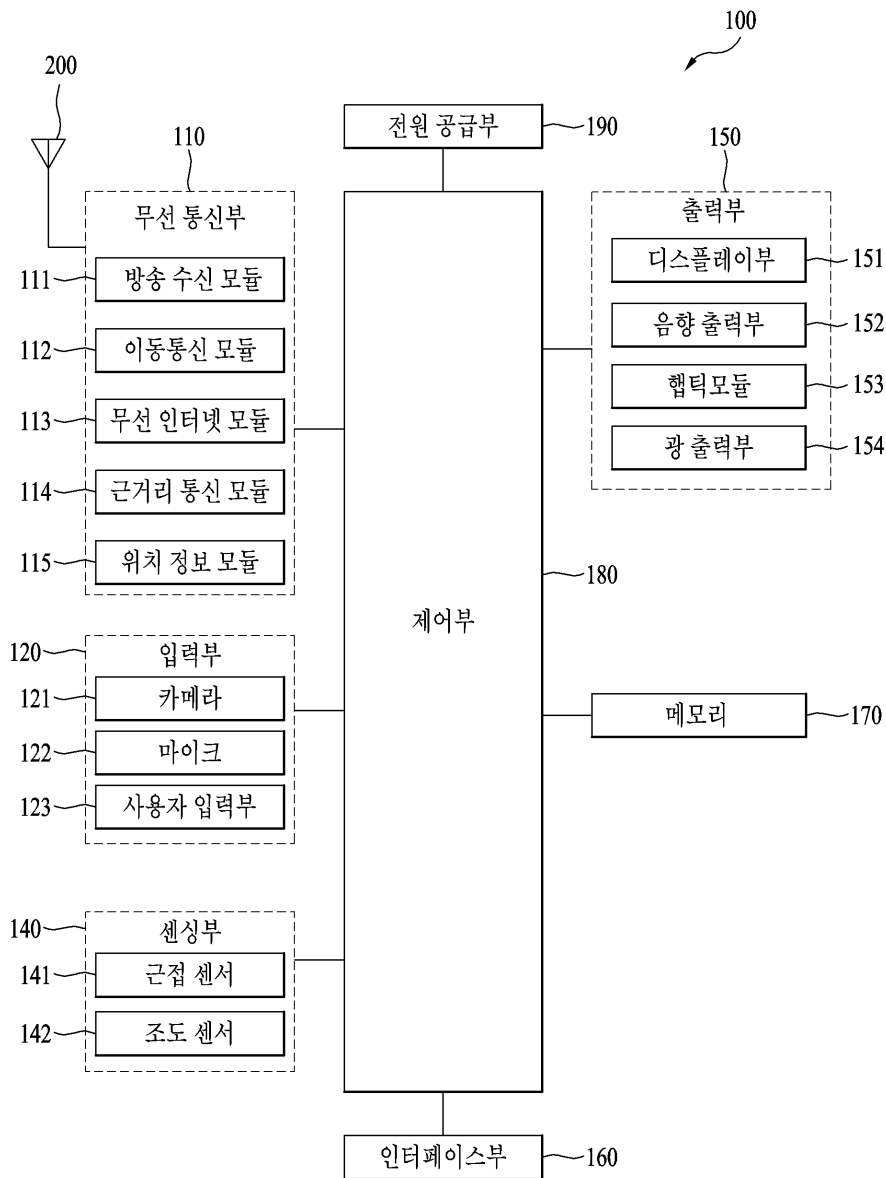 100
200
전원 공급부
190
110
무선 통신부
111
방송 수신 모듈
112
이동통신 모듈
113
무선 인터넷 모듈
114
근거리 통신 모듈
115
위치 정보 모듈
120
입력부
121
카메라
122
마이크
123
사용자 입력부
140
센싱부
141
근접 센서
142
조도 센서
제어부
180
150
출력부
디스플레이부
151
음향 출력부
152
햅틱모듈
153
광 출력부
154
메모리
170
인터페이스부
160